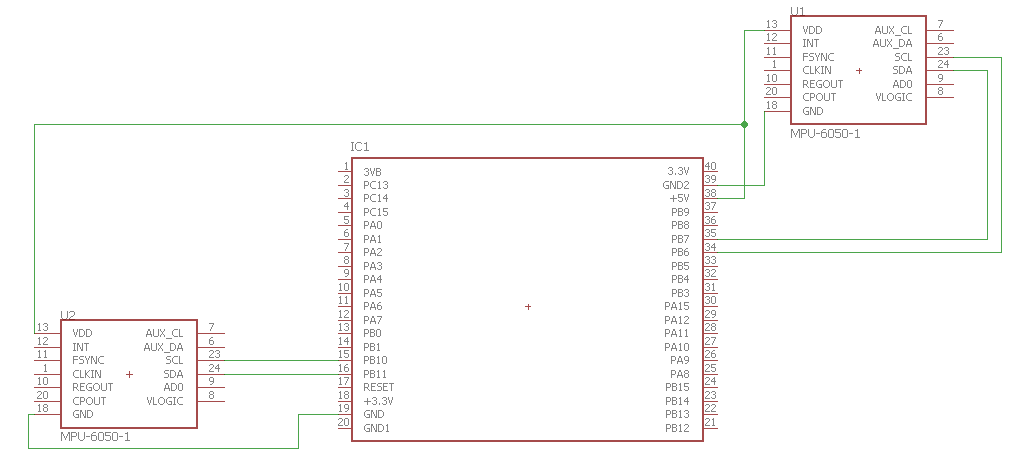 U1
13 VDD AUX_CL 7
12 INT AUX_DA 6
11 FSYNC SCL 23
1 CLKIN SDA 24
10 REGOUT AD0 9
20 CPOUT VLOGIC 8
18 GND
MPU-6050-1
IC1
1 3VB 3.3V 40
2 PC13 GND2 39
3 PC14 +5V 38
4 PC15 PB9 37
5 PA0 PB8 36
6 PA1 PB7 35
7 PA2 PB6 34
8 PA3 PB5 33
9 PA4 PB4 32
10 PA5 PB3 31
11 PA6 PA15 30
12 PA7 PA12 29
13 PB0 PA11 28
14 PB1 PA10 27
15 PB10 PA9 26
16 PB11 PA8 25
17 RESET PB15 24
18 +3.3V PB14 23
19 GND PB13 22
20 GND1 PB12 21
U2
13 VDD AUX_CL 7
12 INT AUX_DA 6
11 FSYNC SCL 23
1 CLKIN SDA 24
10 REGOUT AD0 9
20 CPOUT VLOGIC 8
18 GND
MPU-6050-1